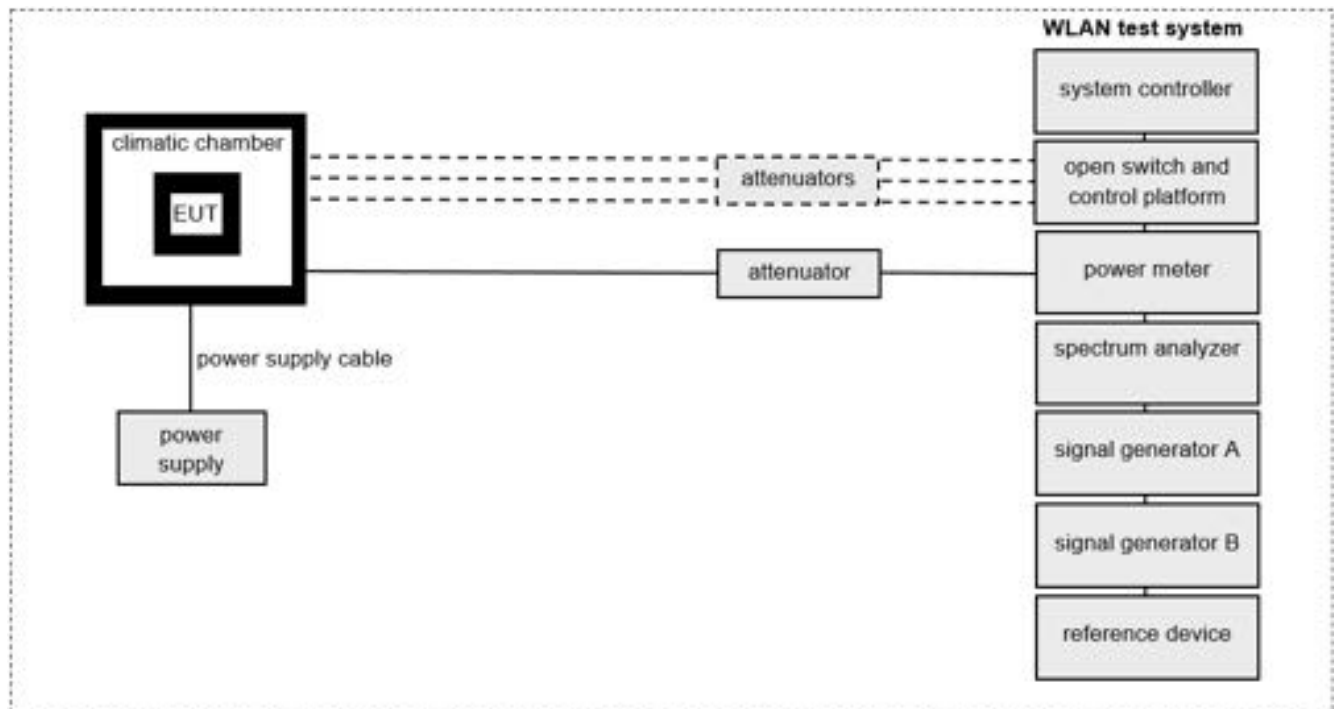 WLAN test system
system controller
climatic chamber
EUT
attenuators
open switch and
control platform
attenuator
power meter
power supply cable
spectrum analyzer
power
supply
signal generator A
signal generator B
reference device